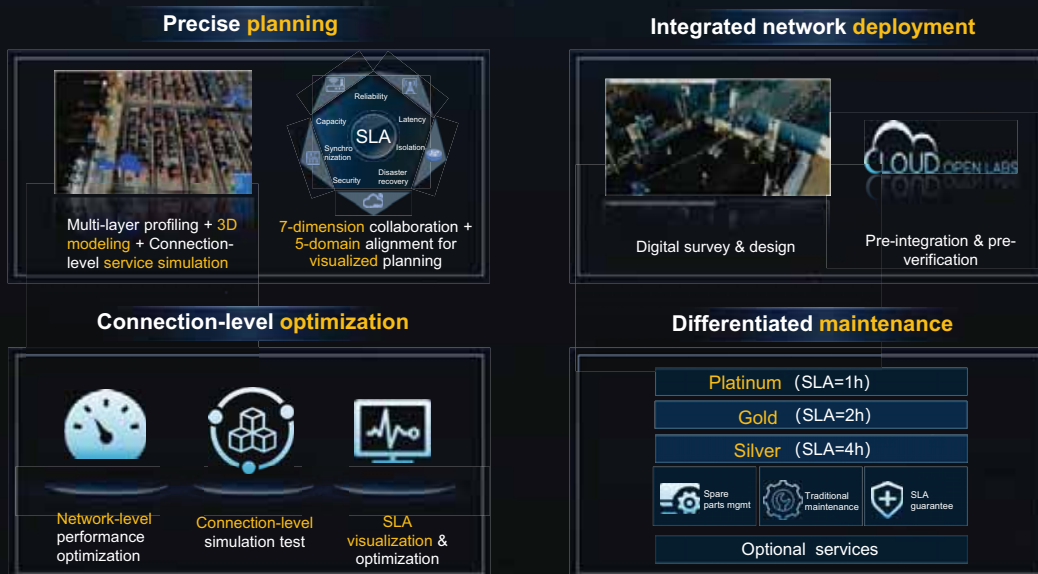 Precise planning
Reliability
Capacity
Latency
SLA
Synchro
nization
Isolation
Security
Disaster
recovery
Multi-layer profiling + 3D
modeling + Connection-
level service simulation
7-dimension collaboration +
5-domain alignment for
visualized planning
Integrated network deployment
CLOUD OPEN LABS
Digital survey & design
Pre-integration & pre-
verification
Connection-level optimization
Network-level
performance
optimization
Connection-level
simulation test
SLA
visualization &
optimization
Differentiated maintenance
Platinum (SLA=1h)
Gold (SLA=2h)
Silver (SLA=4h)
Spare
parts mgmt
Traditional
maintenance
SLA
guarantee
Optional services